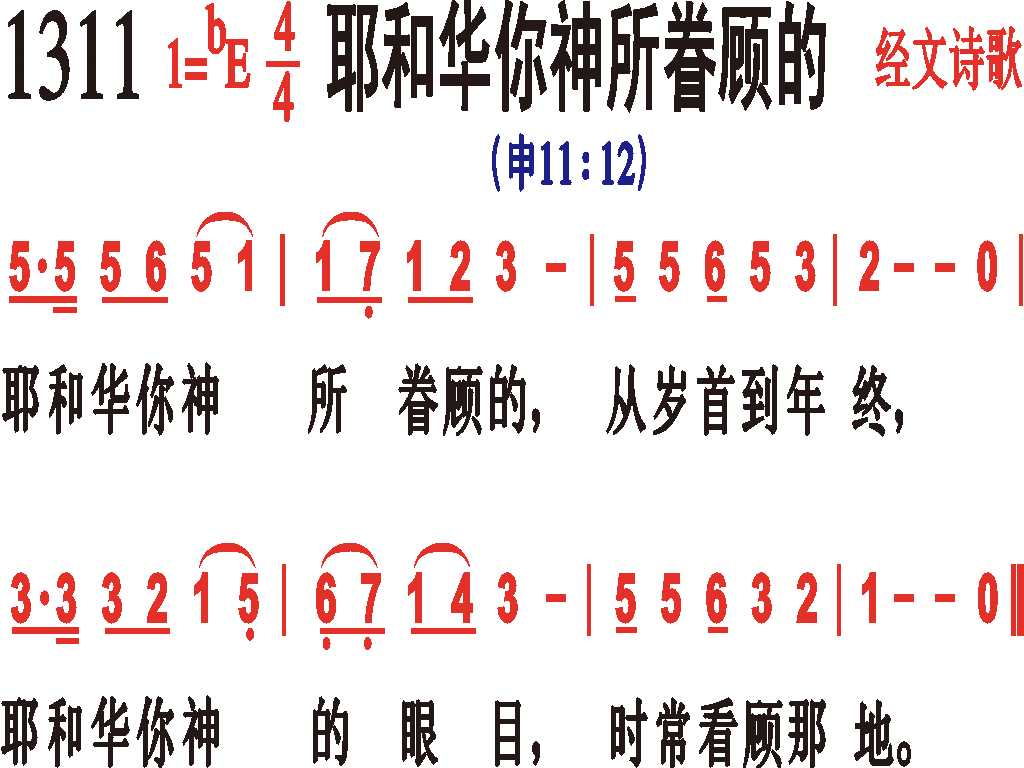 1311 1=bE 4/4 耶和华你神所眷顾的 经文诗歌
(申11:12)
5·5 5 6 5 1 | 1 7 1 2 3 - | 5 5 6 5 3 | 2 - - 0 |
耶和华你神 所 眷顾的, 从岁首到年 终,
3·3 3 2 1 5 | 6 7 1 4 3 - | 5 5 6 3 2 | 1 - - 0 ‖
耶和华你神 的 眼 目, 时常看顾那 地。